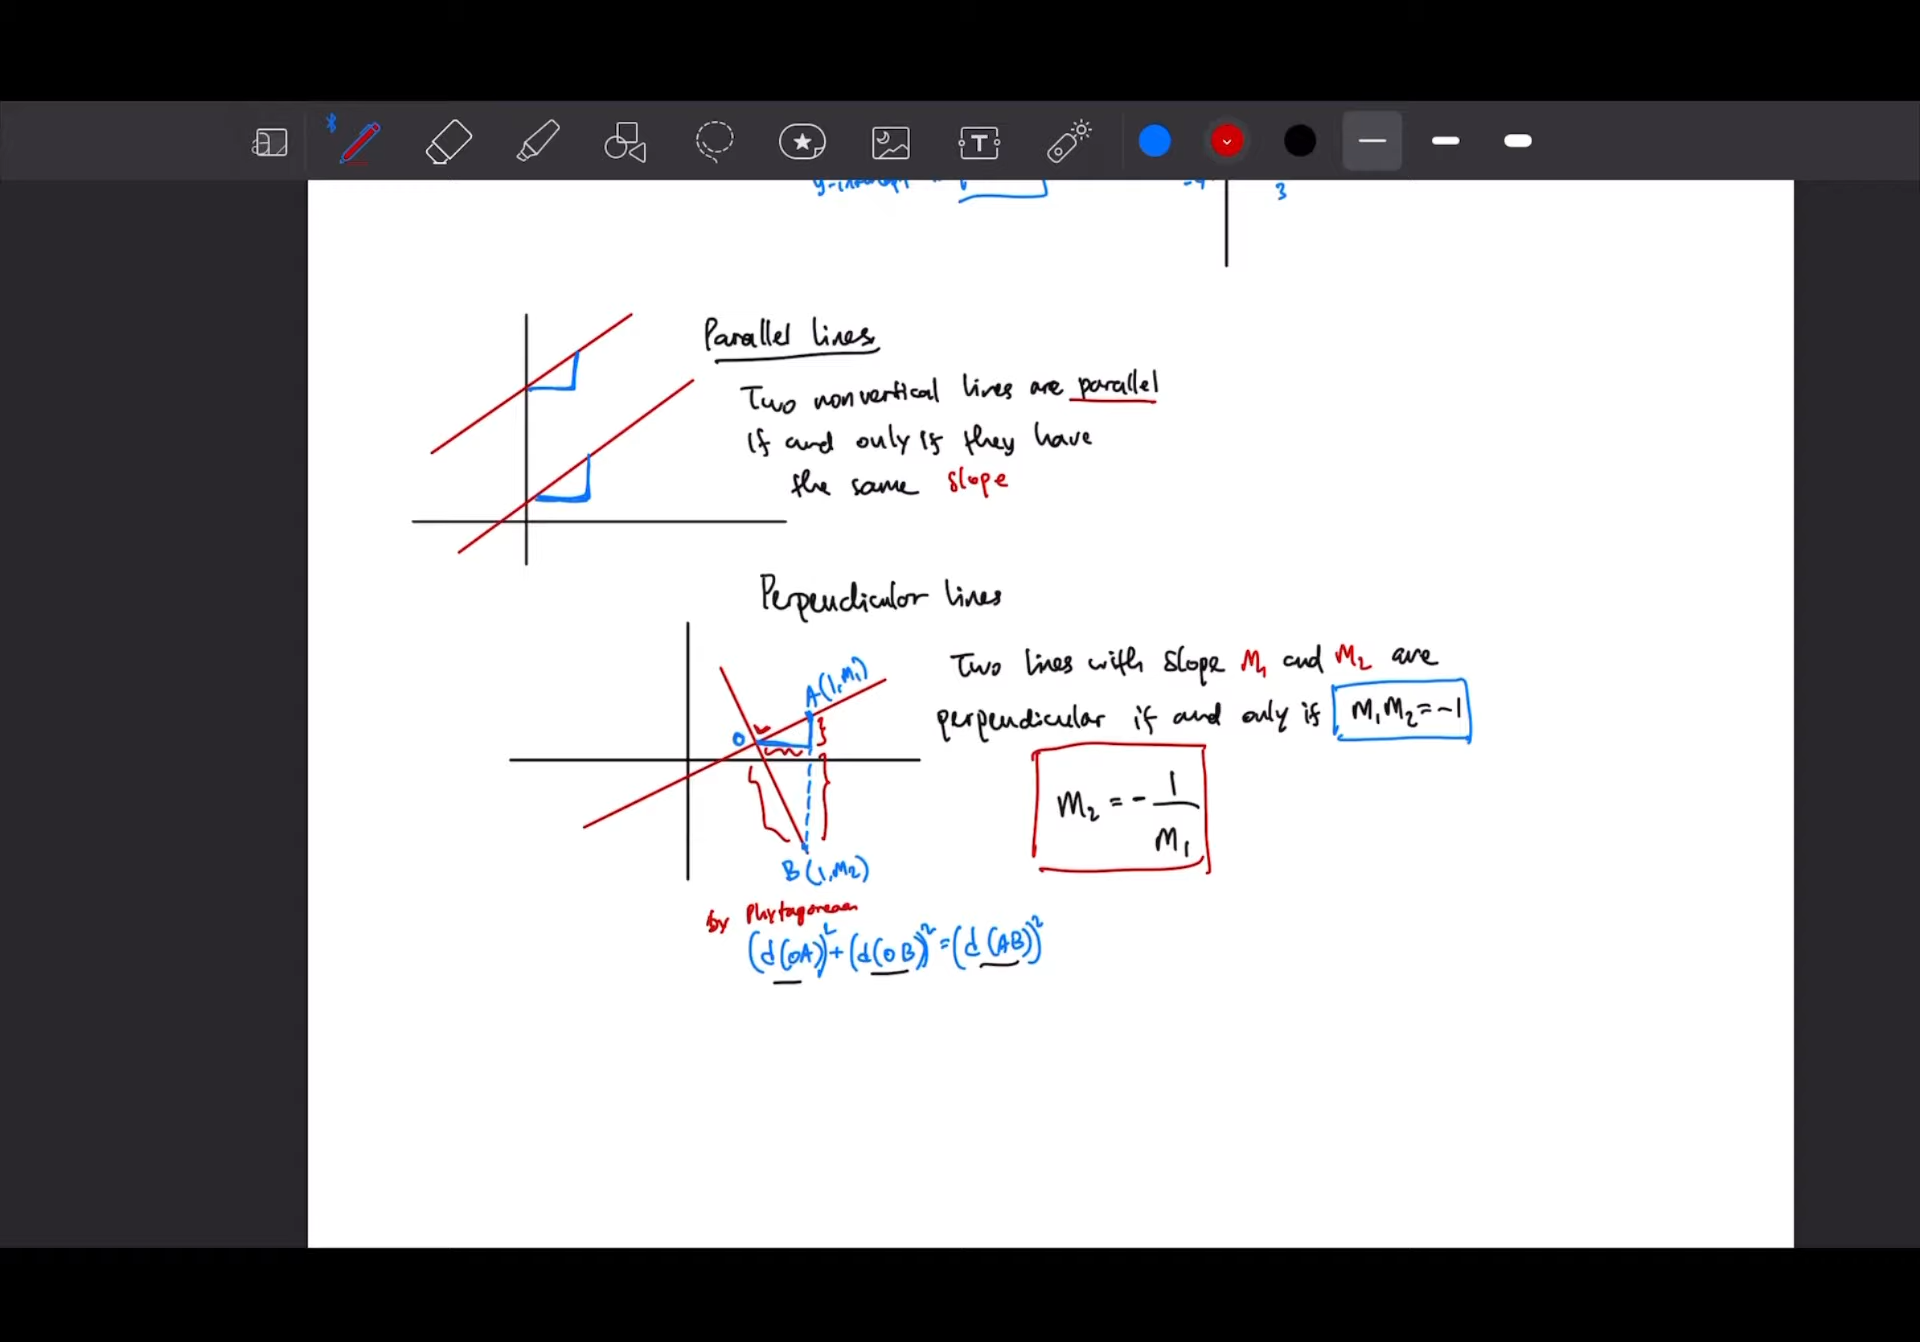 y-intercept =
-4
3
Parallel lines
Two nonvertical lines are parallel
if and only if they have
the same slope
Perpendicular lines
Two lines with slope M₁ and M₂ are
perpendicular if and only if M₁M₂=-1
M₂ = - 1/M₁
A(1,M₁)
O
B(1,M₂)
by Phytagorean
(d(OA))²+(d(OB))²=(d(AB))²
T